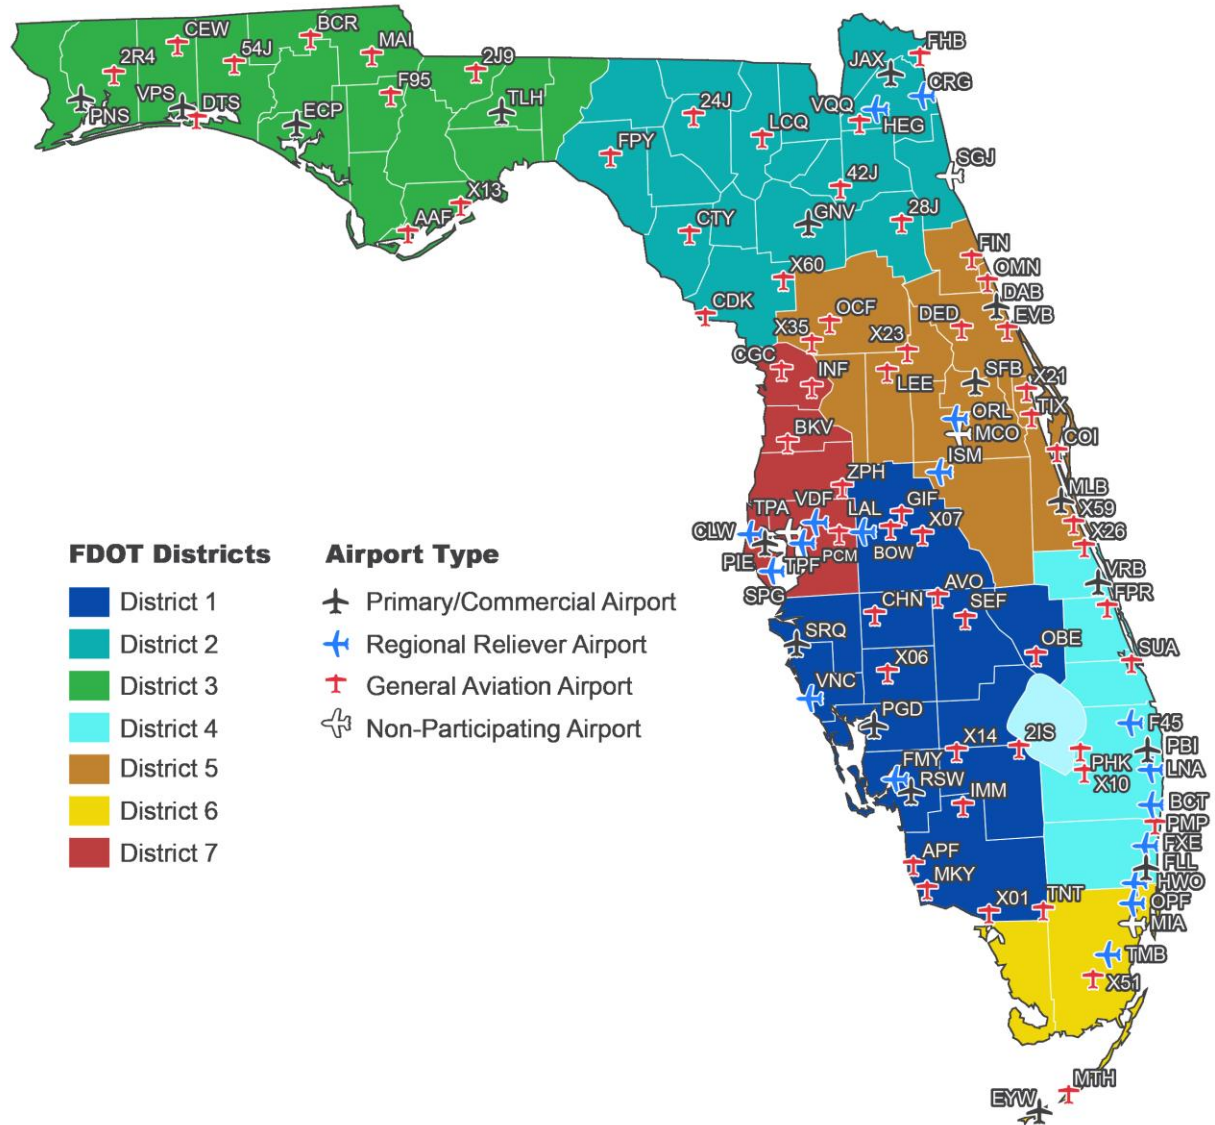 CEW
BCR
MAI
2R4
54J
2J9
F95
PNS
VPS
DTS
ECP
TLH
X13
AAF
FHB
JAX
CRG
24J
VQQ
LCQ
HEG
FPY
SGJ
42J
CTY
GNV
28J
FIN
X60
OMN
DAB
CDK
OCF
DED
EVB
X35
X23
CGC
INF
LEE
SFB
X21
ORL
TIX
BKV
MCO
COI
ISM
ZPH
MLB
VDF
GIF
TPA
LAL
X59
CLW
X07
X26
PIE
TPF
PCM
BOW
VRB
SPG
AVO
FPR
CHN
SEF
SRQ
OBE
SUA
X06
VNC
PGD
F45
X14
2IS
PBI
FMY
PHK
LNA
RSW
X10
IMM
BCT
PMP
FXE
APF
FLL
MKY
HWO
X01
TNT
OPF
MIA
TMB
X51
MTH
EYW
FDOT Districts
District 1
District 2
District 3
District 4
District 5
District 6
District 7
Airport Type
Primary/Commercial Airport
Regional Reliever Airport
General Aviation Airport
Non-Participating Airport